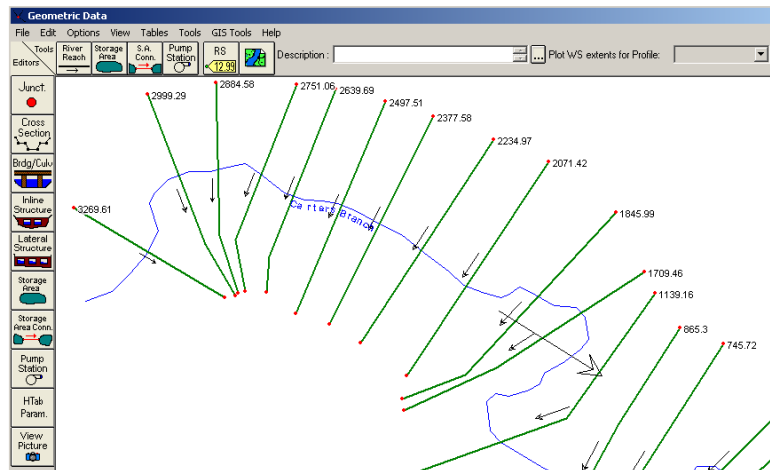 Geometric Data
File Edit Options View Tables Tools GIS Tools Help
Tools
Editors
River
Reach
Storage
Area
S.A.
Conn.
Pump
Station
RS
12.99
Description :
...
Plot WS extents for Profile:
Junct.
Cross
Section
Brdg/Culv
Inline
Structure
Lateral
Structure
Storage
Area
Storage
Area Conn.
Pump
Station
HTab
Param.
View
Picture
2999.29
2884.58
2751.06
2639.69
2497.51
2377.58
2234.97
2071.42
1845.99
3269.61
Carters Branch
1709.46
1139.16
865.3
745.72